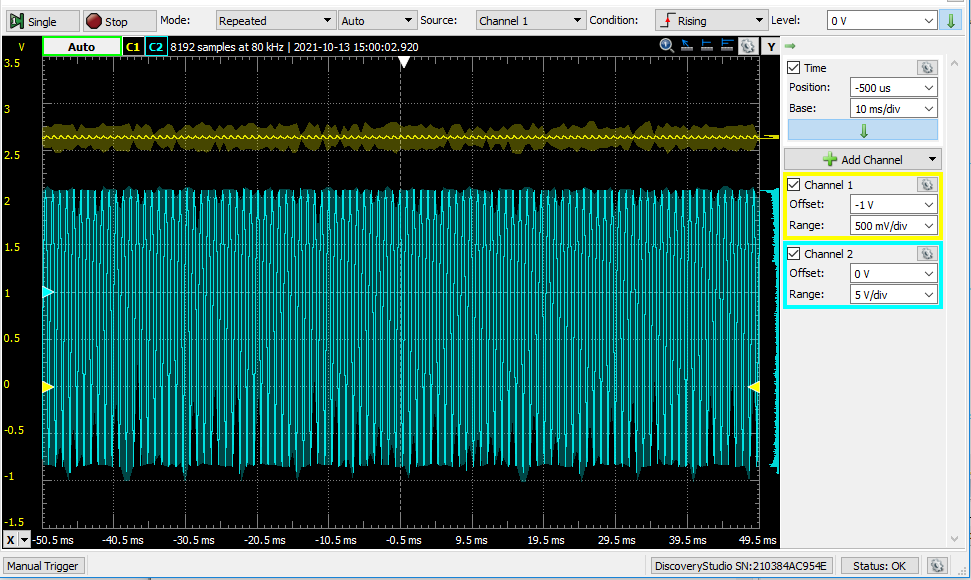 Single Stop Mode: Repeated Auto Source: Channel 1 Condition: Rising Level: 0 V
V Auto C1 C2 8192 samples at 80 kHz | 2021-10-13 15:00:02.920 Y
3.5
3
2.5
2
1.5
1
0.5
0
-0.5
-1
-1.5
X -50.5 ms -40.5 ms -30.5 ms -20.5 ms -10.5 ms -0.5 ms 9.5 ms 19.5 ms 29.5 ms 39.5 ms 49.5 ms
Time
Position: -500 us
Base: 10 ms/div
Add Channel
Channel 1
Offset: -1 V
Range: 500 mV/div
Channel 2
Offset: 0 V
Range: 5 V/div
Manual Trigger DiscoveryStudio SN:210384AC954E Status: OK